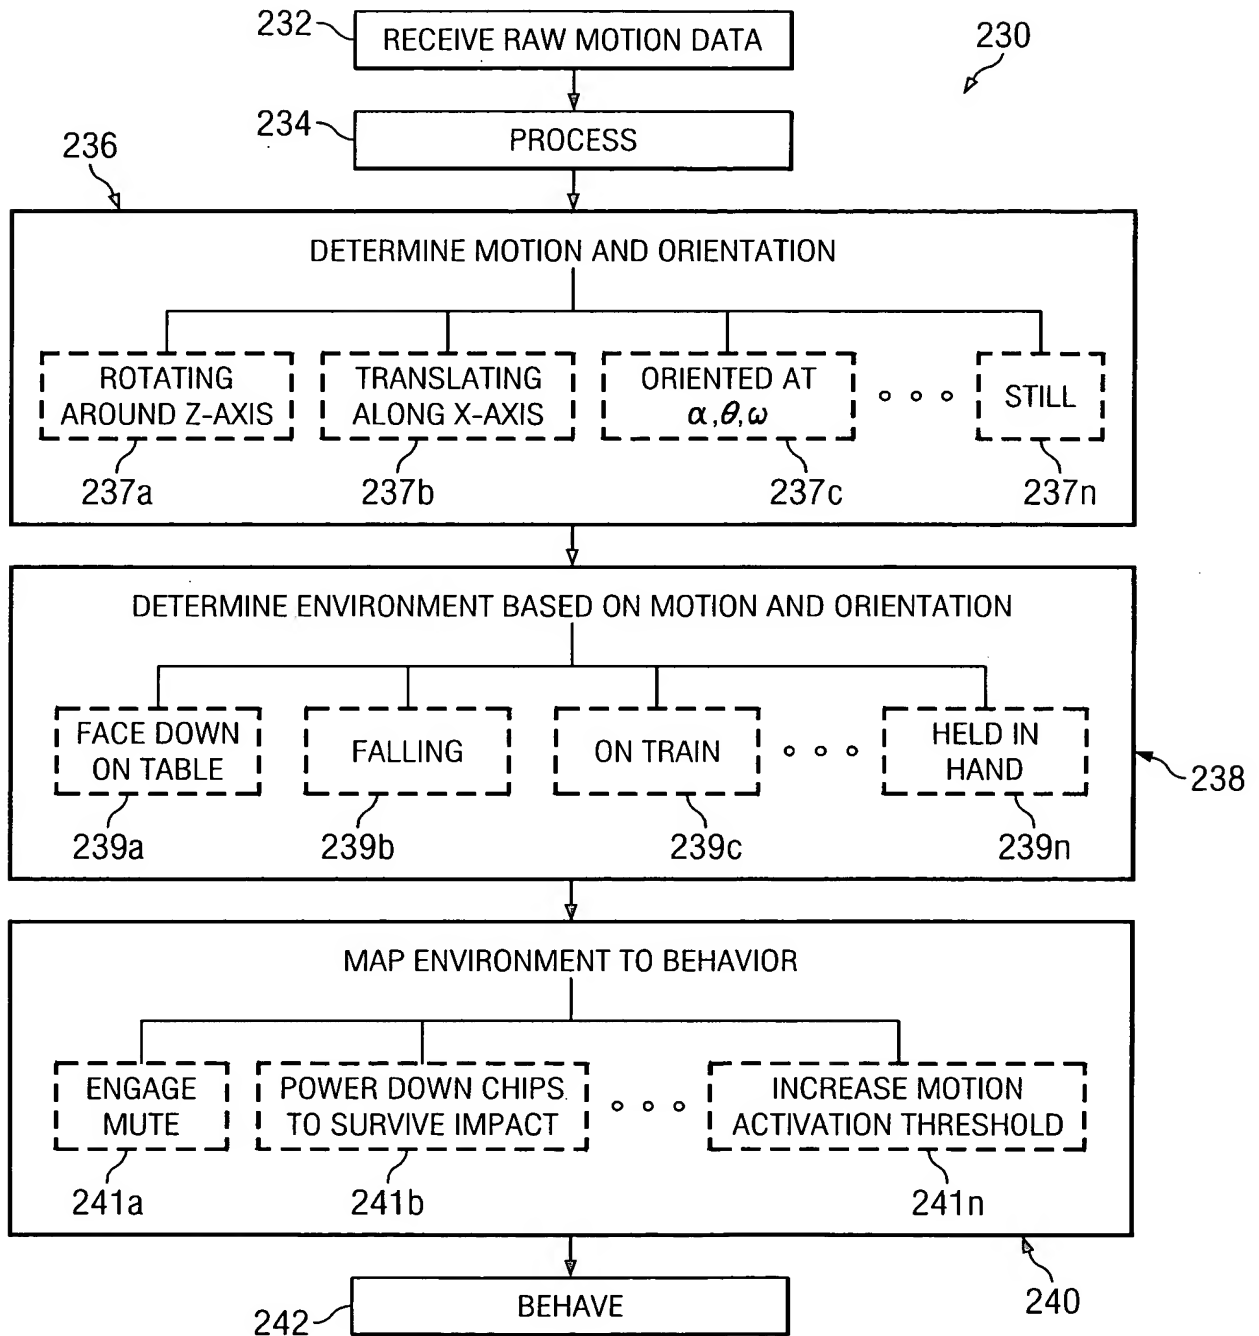 232
RECEIVE RAW MOTION DATA
230
234
PROCESS
236
DETERMINE MOTION AND ORIENTATION
ROTATING
AROUND Z-AXIS
TRANSLATING
ALONG X-AXIS
ORIENTED AT
α,θ,ω
STILL
237a
237b
237c
237n
DETERMINE ENVIRONMENT BASED ON MOTION AND ORIENTATION
FACE DOWN
ON TABLE
FALLING
ON TRAIN
HELD IN
HAND
238
239a
239b
239c
239n
MAP ENVIRONMENT TO BEHAVIOR
ENGAGE
MUTE
POWER DOWN CHIPS
TO SURVIVE IMPACT
INCREASE MOTION
ACTIVATION THRESHOLD
241a
241b
241n
240
242
BEHAVE